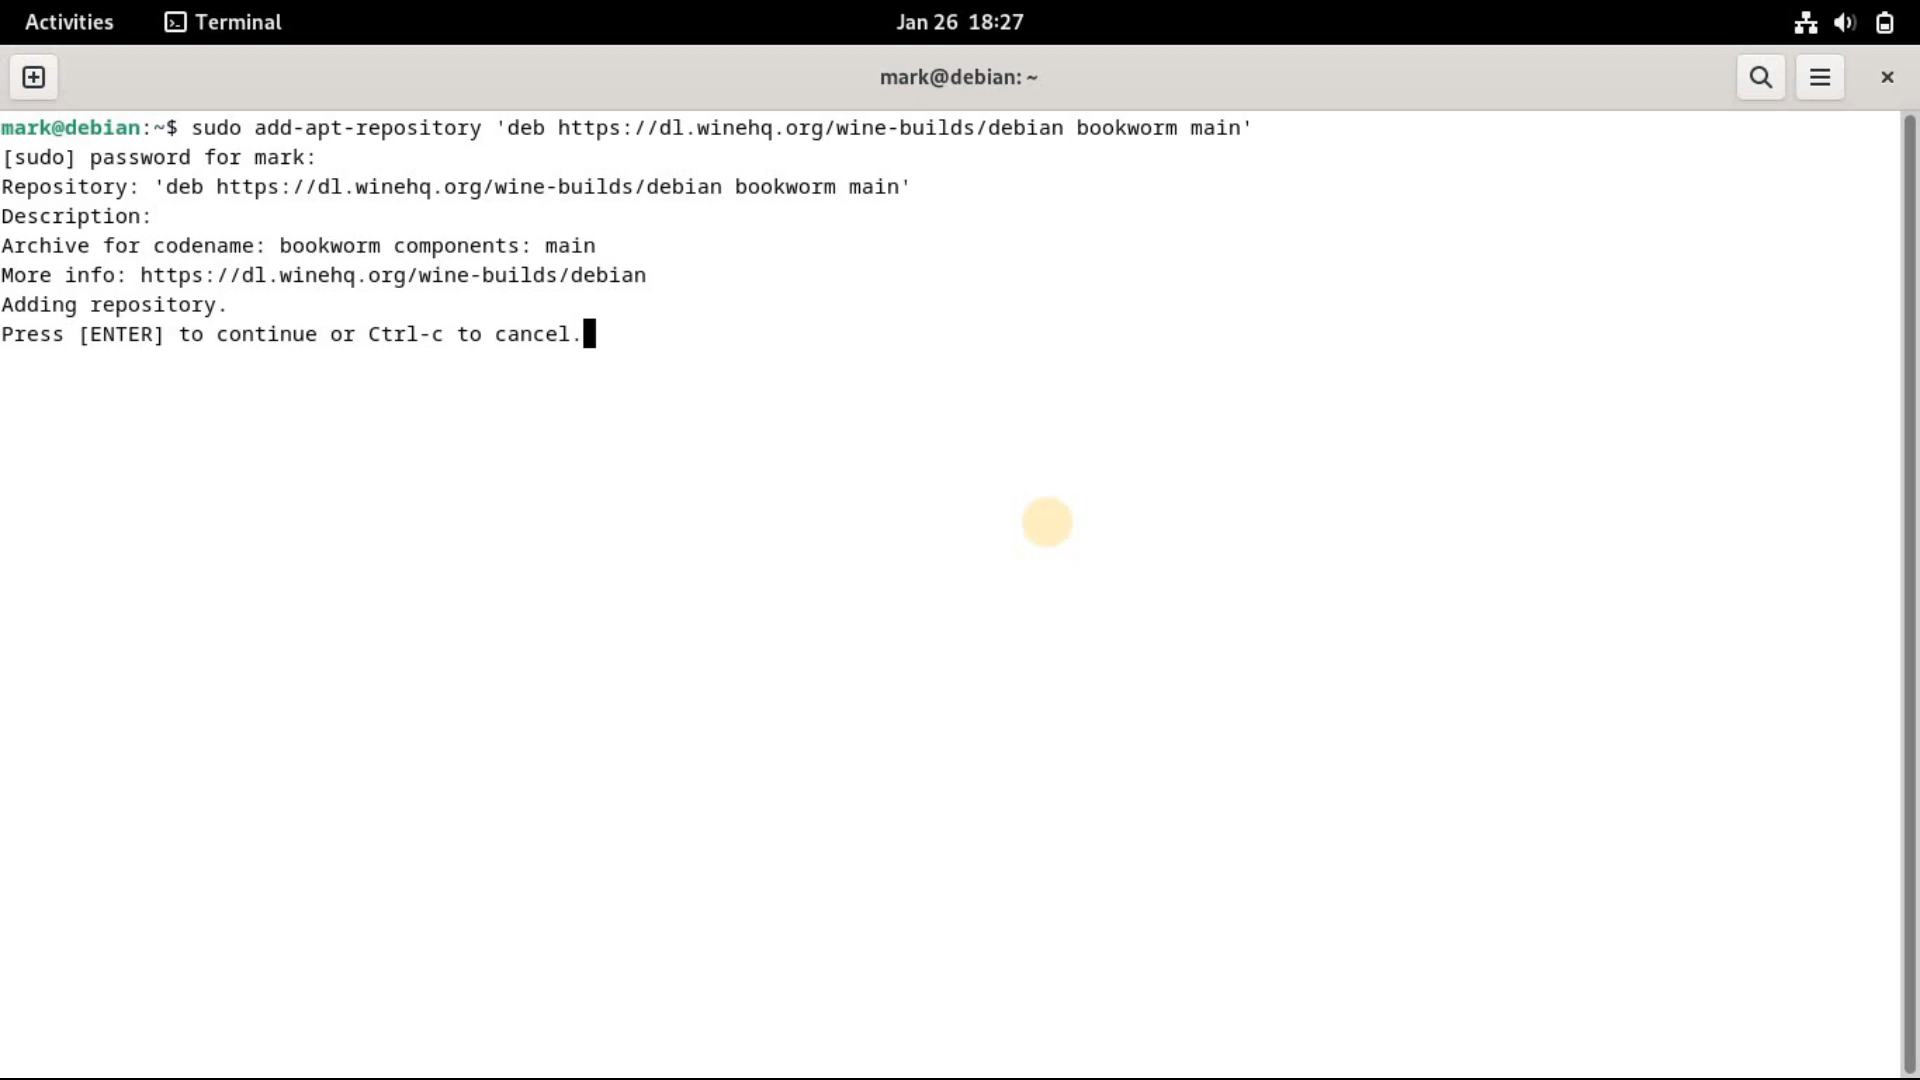 Activities Terminal Jan 26 18:27
mark@debian: ~
mark@debian:~$ sudo add-apt-repository 'deb https://dl.winehq.org/wine-builds/debian bookworm main'
[sudo] password for mark:
Repository: 'deb https://dl.winehq.org/wine-builds/debian bookworm main'
Description:
Archive for codename: bookworm components: main
More info: https://dl.winehq.org/wine-builds/debian
Adding repository.
Press [ENTER] to continue or Ctrl-c to cancel.